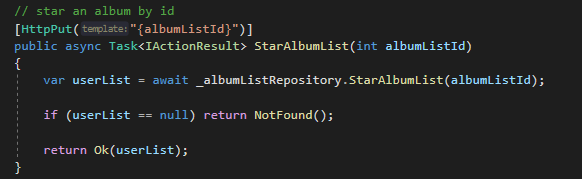 // star an album by id
[HttpPut(template:"{albumListId}")]
public async Task<IActionResult> StarAlbumList(int albumListId)
{
var userList = await _albumListRepository.StarAlbumList(albumListId);
if (userList == null) return NotFound();
return Ok(userList);
}